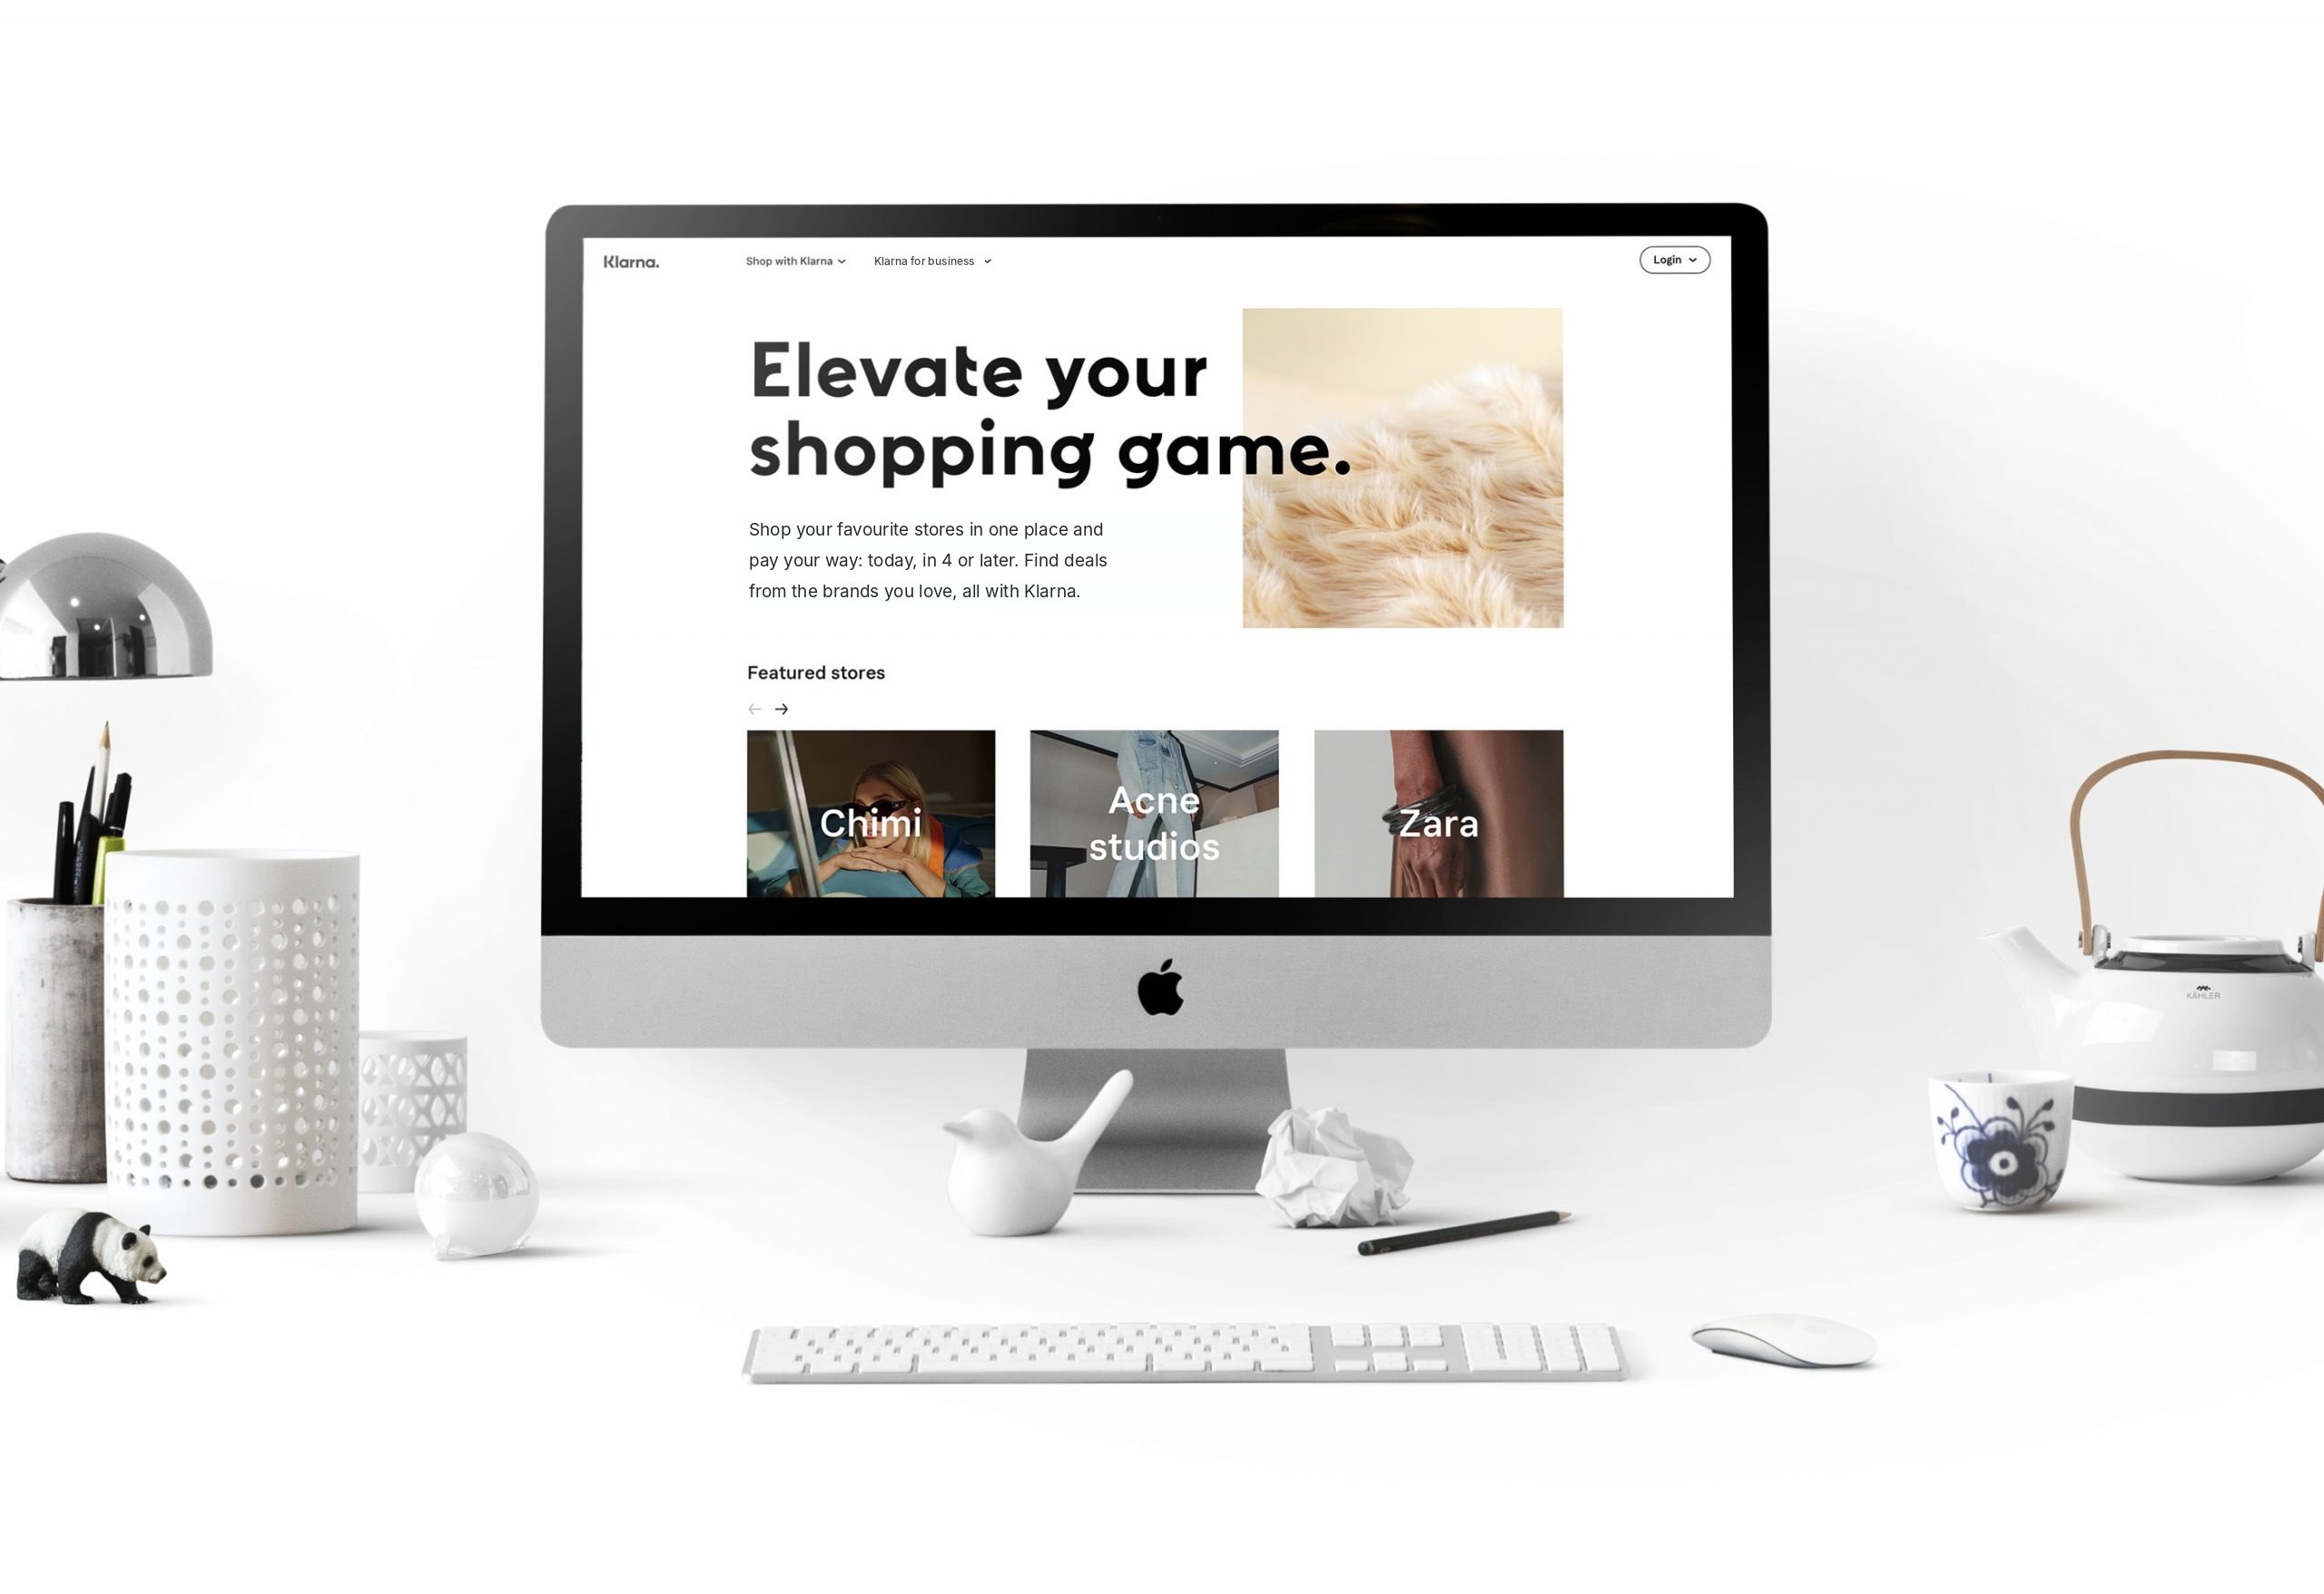 Klarna.
Shop with Klarna
Klarna for business
Login
Elevate your
shopping game.
Shop your favourite stores in one place and
pay your way: today, in 4 or later. Find deals
from the brands you love, all with Klarna.
Featured stores
Chimi
Acne
studios
Zara
KÄHLER